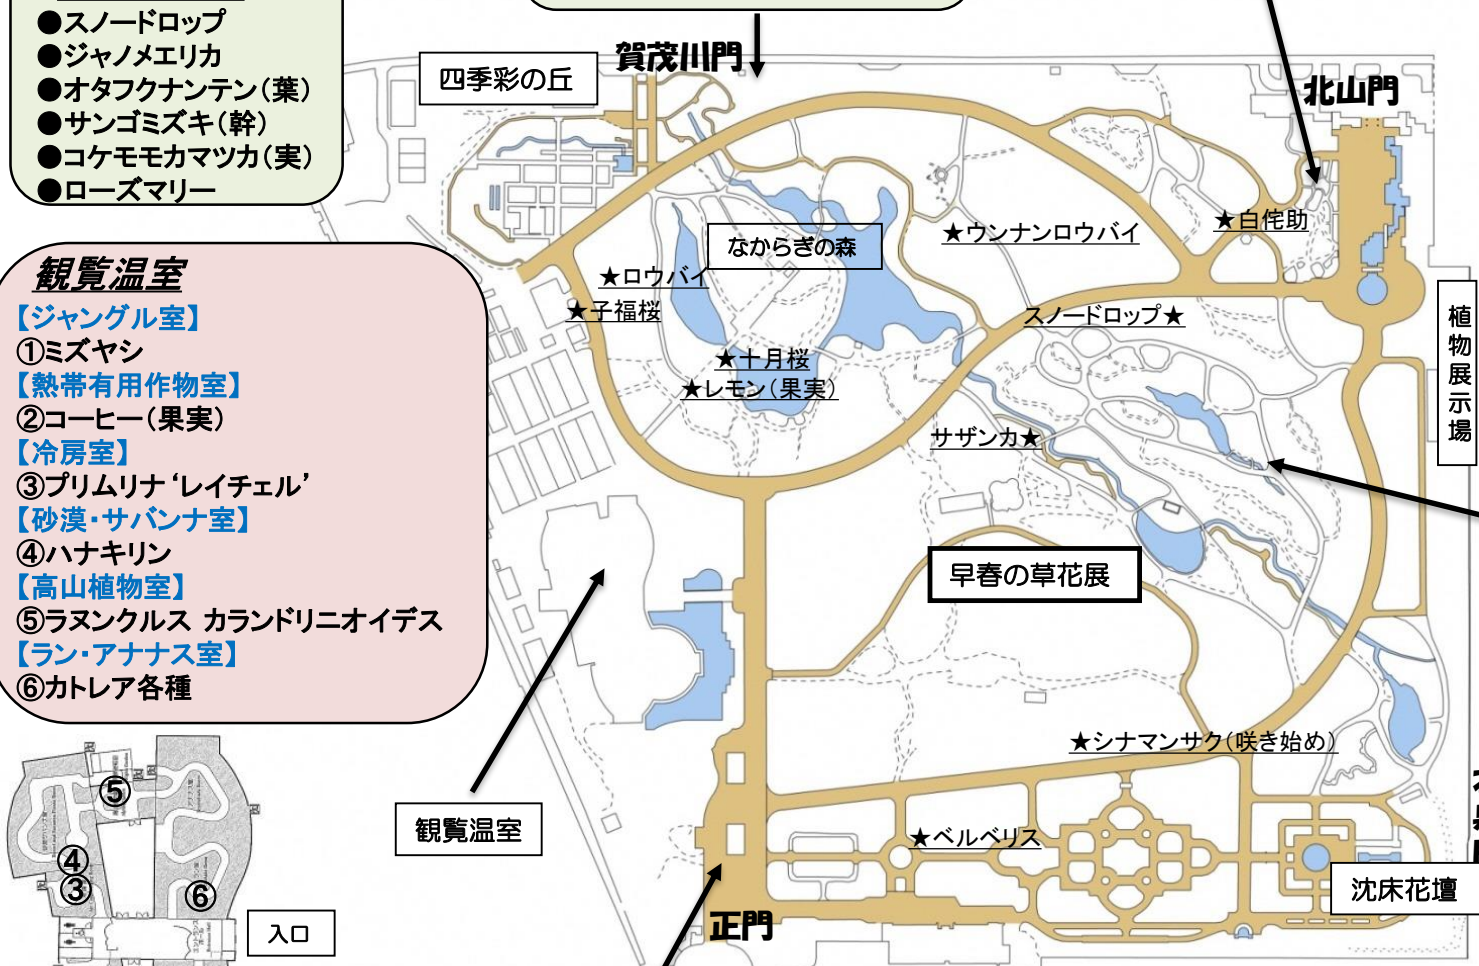 ●スノードロップ
●ジャノメエリカ
●オタフクナンテン(葉)
●サンゴミズキ(幹)
●コケモモカマツカ(実)
●ローズマリー
四季彩の丘
賀茂川門
北山門
なからぎの森
★ウンナンロウバイ
★白侘助
★ロウバイ
★子福桜
スノードロップ★
★十月桜
★レモン(果実)
サザンカ★
植物展示場
観覧温室
【ジャングル室】
①ミズヤシ
【熱帯有用作物室】
②コーヒー(果実)
【冷房室】
③プリムリナ‘レイチェル’
【砂漠・サバンナ室】
④ハナキリン
【高山植物室】
⑤ラヌンクルス カランドリニオイデス
【ラン・アナナス室】
⑥カトレア各種
早春の草花展
★シナマンサク(咲き始め)
★ベルベリス
観覧温室
沈床花壇
正門
⑤
④
③
⑥
入口